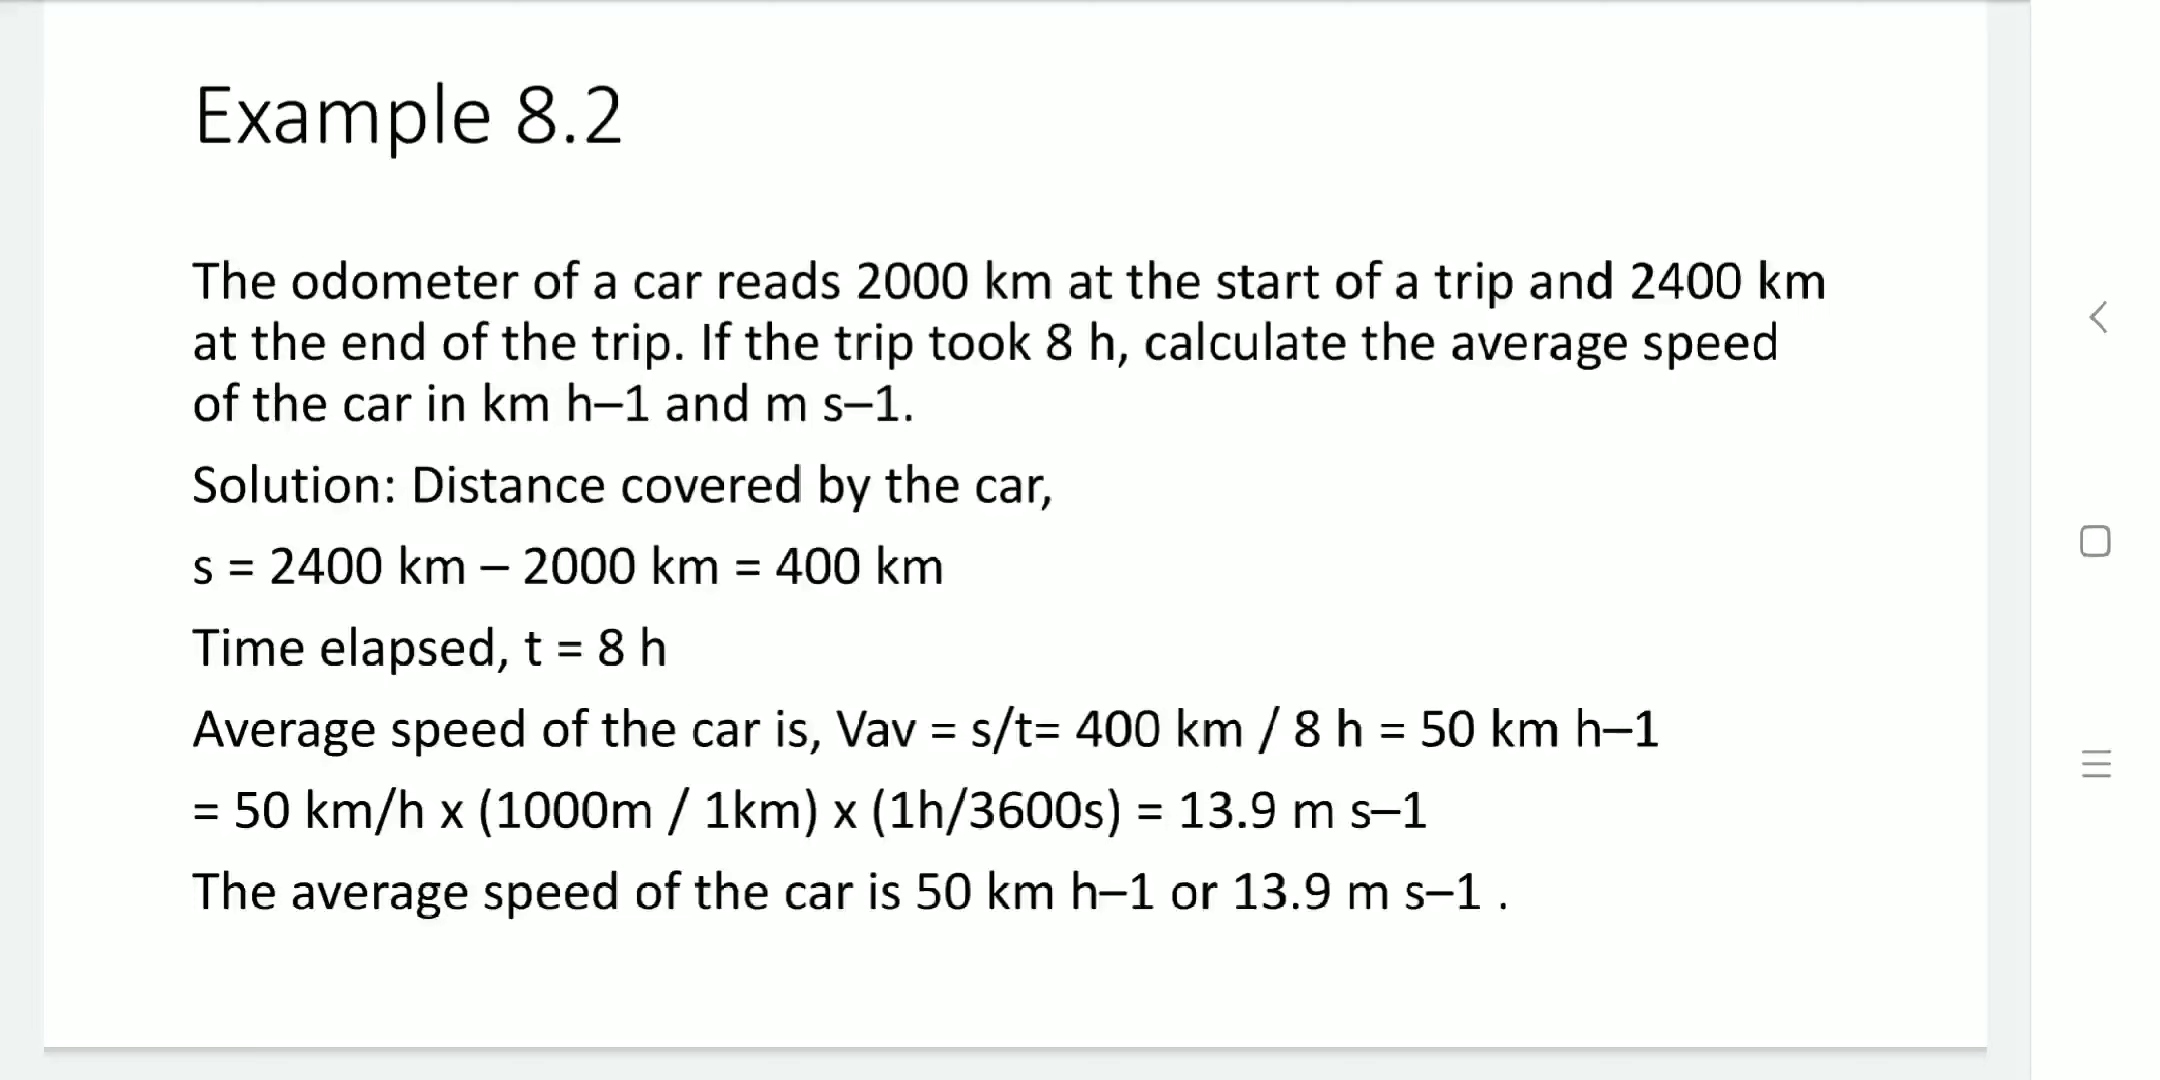 Example 8.2
The odometer of a car reads 2000 km at the start of a trip and 2400 km
at the end of the trip. If the trip took 8 h, calculate the average speed
of the car in km h–1 and m s–1.
Solution: Distance covered by the car,
s = 2400 km – 2000 km = 400 km
Time elapsed, t = 8 h
Average speed of the car is, Vav = s/t= 400 km / 8 h = 50 km h–1
= 50 km/h x (1000m / 1km) x (1h/3600s) = 13.9 m s–1
The average speed of the car is 50 km h–1 or 13.9 m s–1 .